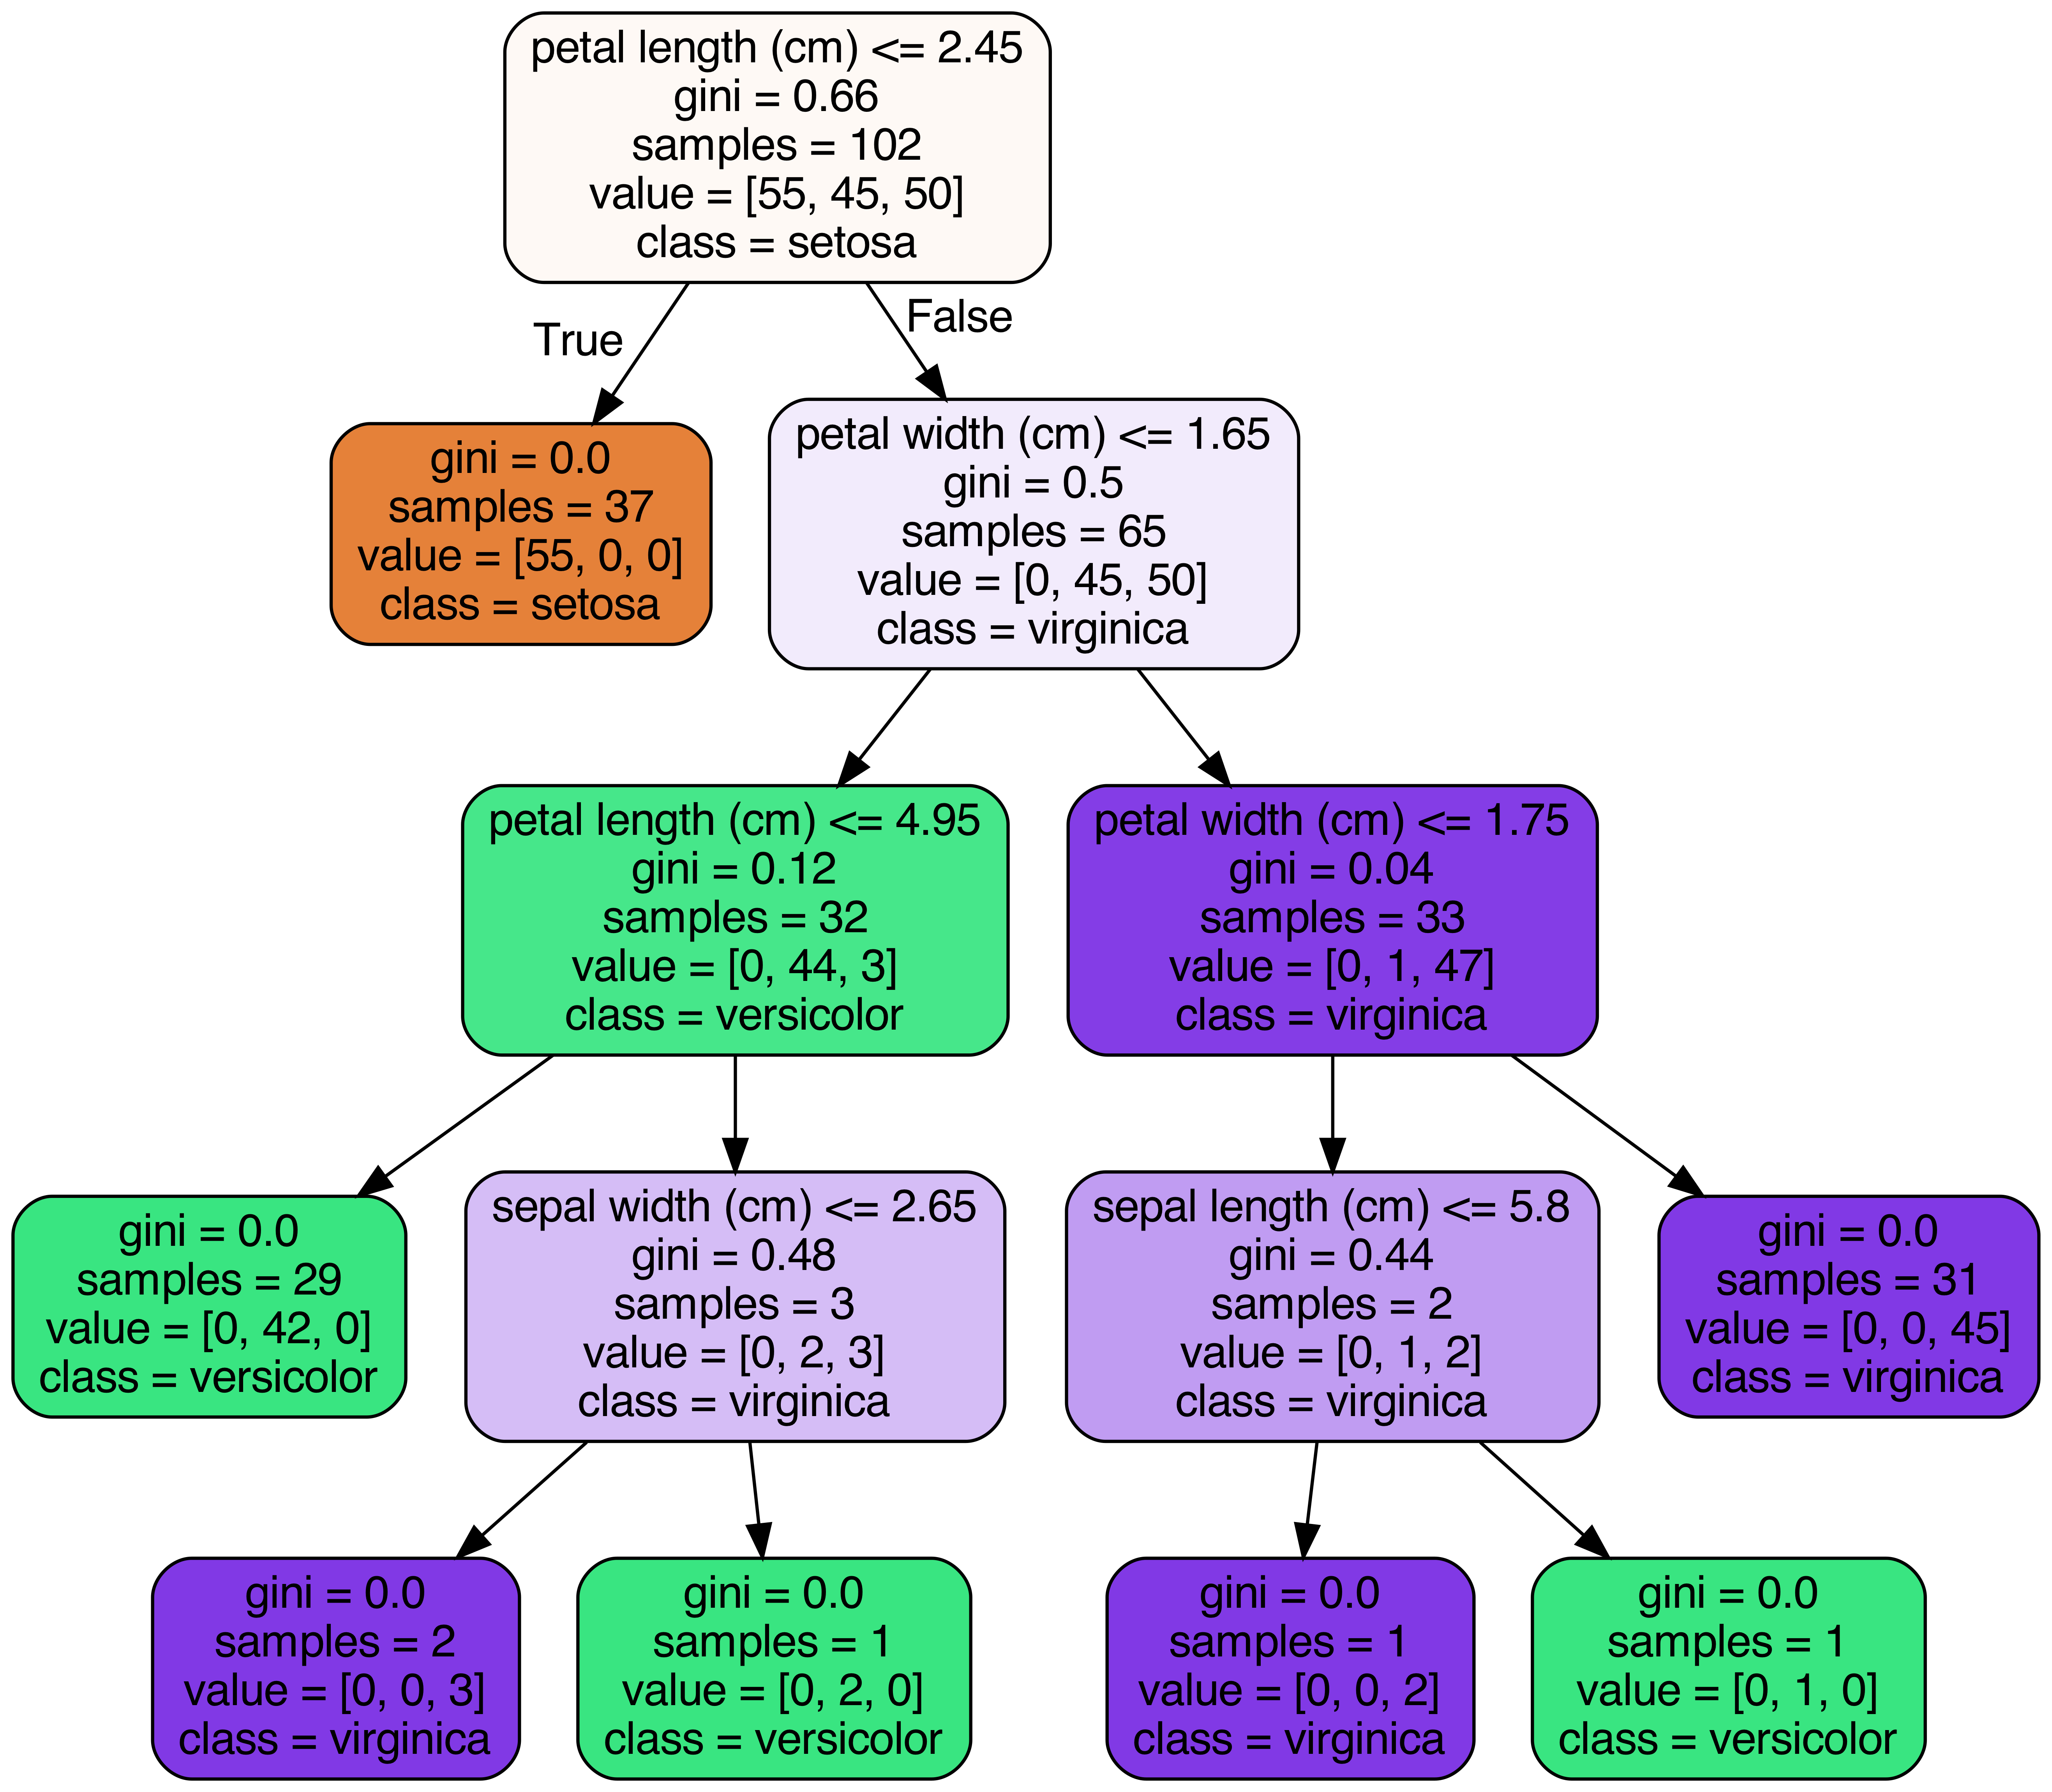 petal length (cm) <= 2.45
gini = 0.66
samples = 102
value = [55, 45, 50]
class = setosa
True
False
gini = 0.0
samples = 37
value = [55, 0, 0]
class = setosa
petal width (cm) <= 1.65
gini = 0.5
samples = 65
value = [0, 45, 50]
class = virginica
petal length (cm) <= 4.95
gini = 0.12
samples = 32
value = [0, 44, 3]
class = versicolor
petal width (cm) <= 1.75
gini = 0.04
samples = 33
value = [0, 1, 47]
class = virginica
gini = 0.0
samples = 29
value = [0, 42, 0]
class = versicolor
sepal width (cm) <= 2.65
gini = 0.48
samples = 3
value = [0, 2, 3]
class = virginica
sepal length (cm) <= 5.8
gini = 0.44
samples = 2
value = [0, 1, 2]
class = virginica
gini = 0.0
samples = 31
value = [0, 0, 45]
class = virginica
gini = 0.0
samples = 2
value = [0, 0, 3]
class = virginica
gini = 0.0
samples = 1
value = [0, 2, 0]
class = versicolor
gini = 0.0
samples = 1
value = [0, 0, 2]
class = virginica
gini = 0.0
samples = 1
value = [0, 1, 0]
class = versicolor